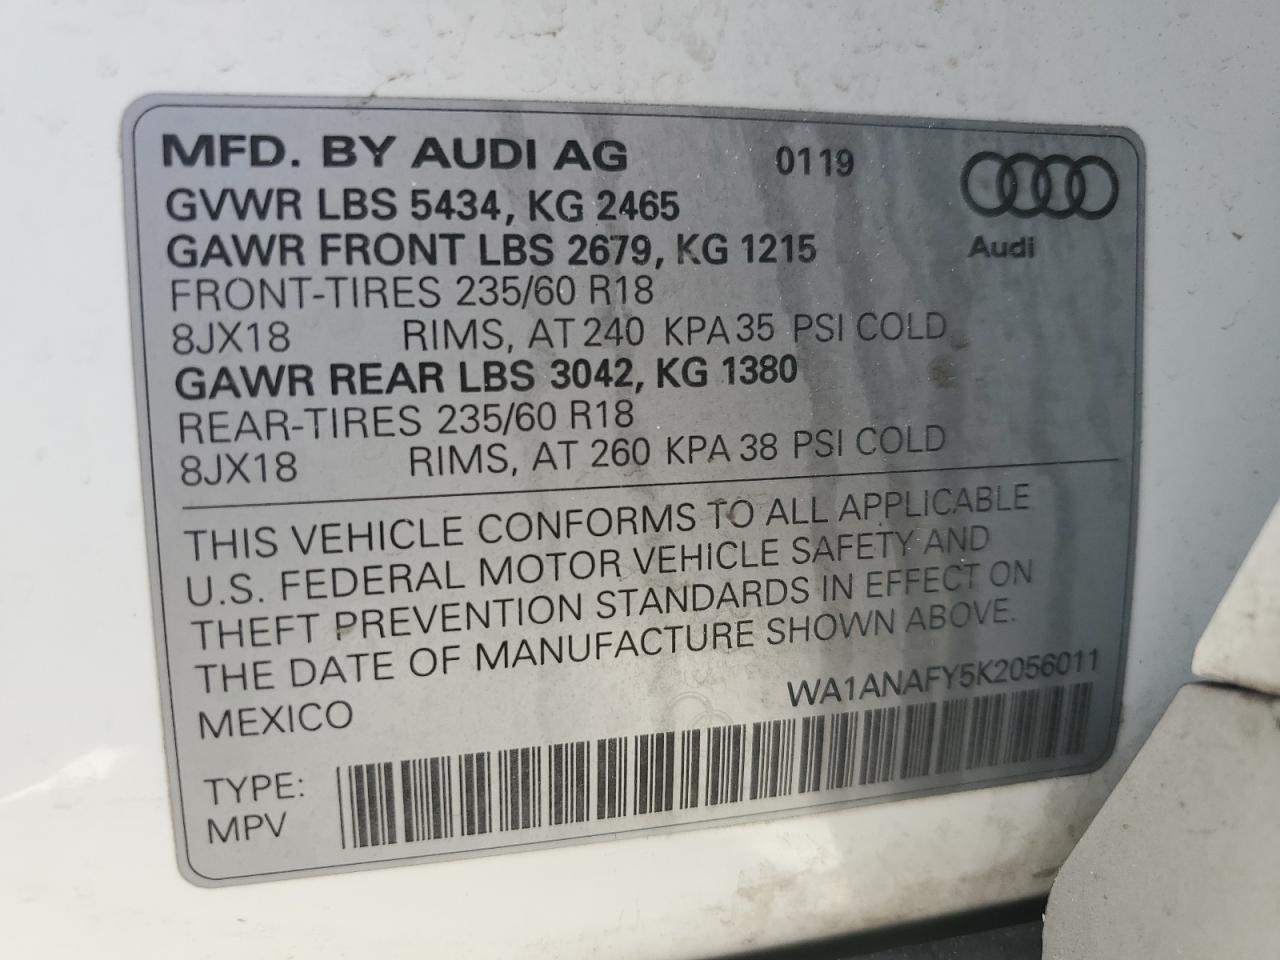 MFD. BY AUDI AG 0119
GVWR LBS 5434, KG 2465
GAWR FRONT LBS 2679, KG 1215
Audi
FRONT-TIRES 235/60 R18
8JX18 RIMS, AT 240 KPA 35 PSI COLD
GAWR REAR LBS 3042, KG 1380
REAR-TIRES 235/60 R18
8JX18 RIMS, AT 260 KPA 38 PSI COLD
THIS VEHICLE CONFORMS TO ALL APPLICABLE
U.S. FEDERAL MOTOR VEHICLE SAFETY AND
THEFT PREVENTION STANDARDS IN EFFECT ON
THE DATE OF MANUFACTURE SHOWN ABOVE.
MEXICO WA1ANAFY5K2056011
TYPE:
MPV